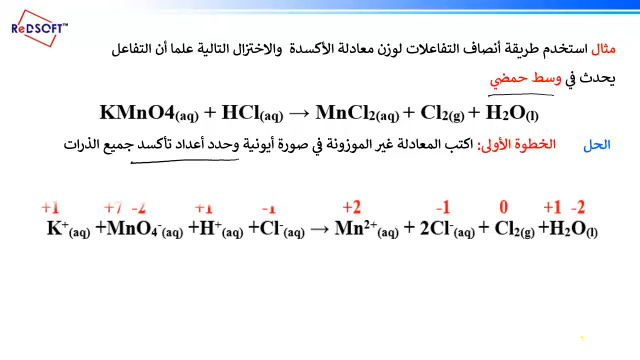 ReDSOFT™
مثال استخدم طريقة أنصاف التفاعلات لوزن معادلة الأكسدة والاختزال التالية علما أن التفاعل
يحدث في وسط حمضي
KMnO4(aq) + HCl(aq) → MnCl₂(aq) + Cl₂(g) + H₂O(l)
الحل الخطوة الأولى: اكتب المعادلة غير الموزونة في صورة أيونية وحدد أعداد تأكسد جميع الذرات
+1 +7 -2 +1 -1 +2 -1 0 +1 -2
K⁺(aq) +MnO₄⁻(aq) +H⁺(aq) +Cl⁻(aq) → Mn²⁺(aq) + 2Cl⁻(aq) + Cl₂(g) +H₂O(l)